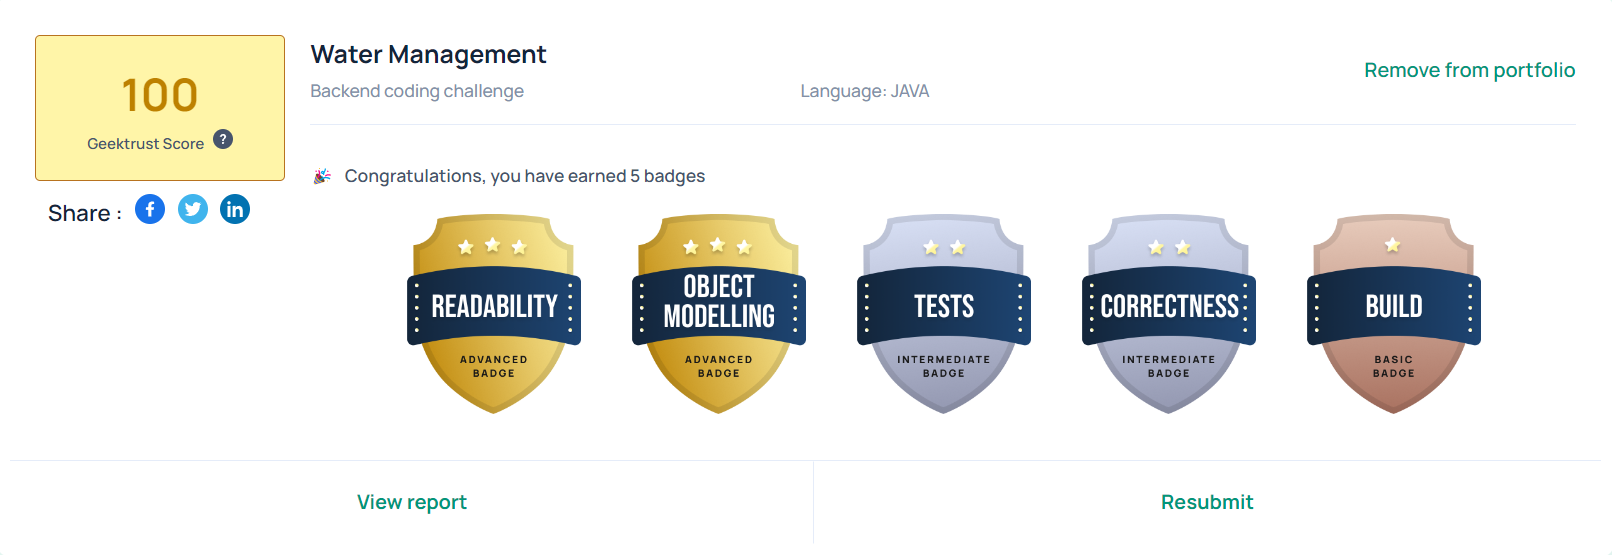 100
Geektrust Score ?
Share :
Water Management
Backend coding challenge
Language: JAVA
Remove from portfolio
Congratulations, you have earned 5 badges
READABILITY
ADVANCED
BADGE
OBJECT
MODELLING
ADVANCED
BADGE
TESTS
INTERMEDIATE
BADGE
CORRECTNESS
INTERMEDIATE
BADGE
BUILD
BASIC
BADGE
View report
Resubmit